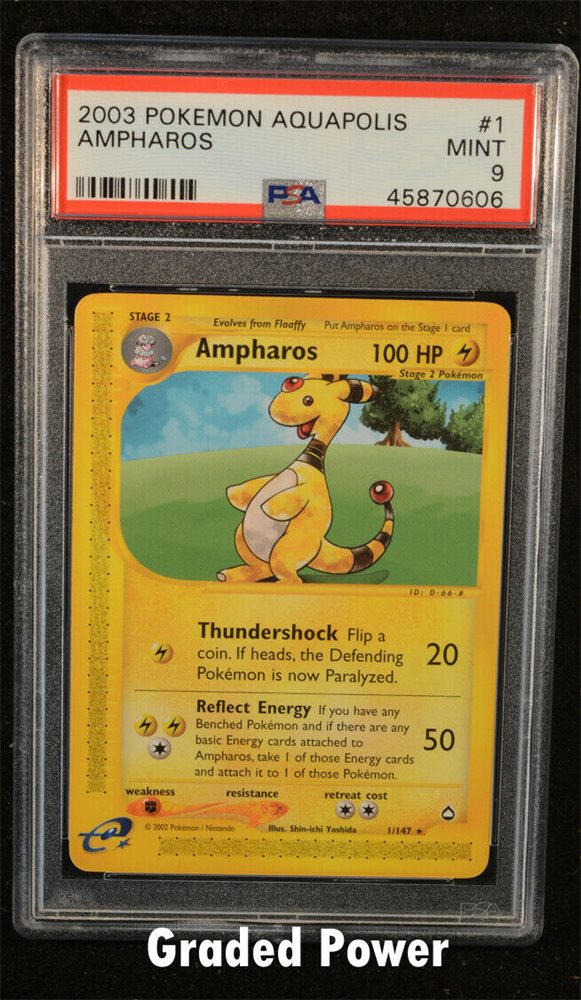 2003 POKEMON AQUAPOLIS #1
AMPHAROS MINT
9
PSA 45870606
STAGE 2 Evolves from Flaaffy Put Ampharos on the Stage 1 card
Ampharos 100 HP
Stage 2 Pokémon
ID: D-66-#
Thundershock Flip a
coin. If heads, the Defending 20
Pokémon is now Paralyzed.
Reflect Energy If you have any
Benched Pokémon and if there are any
basic Energy cards attached to 50
Ampharos, take 1 of those Energy cards
and attach it to 1 of those Pokémon.
weakness resistance retreat cost
e
© 2002 Pokémon / Nintendo Illus. Shin-ichi Yoshida 1/147 ★
PSA
Graded Power